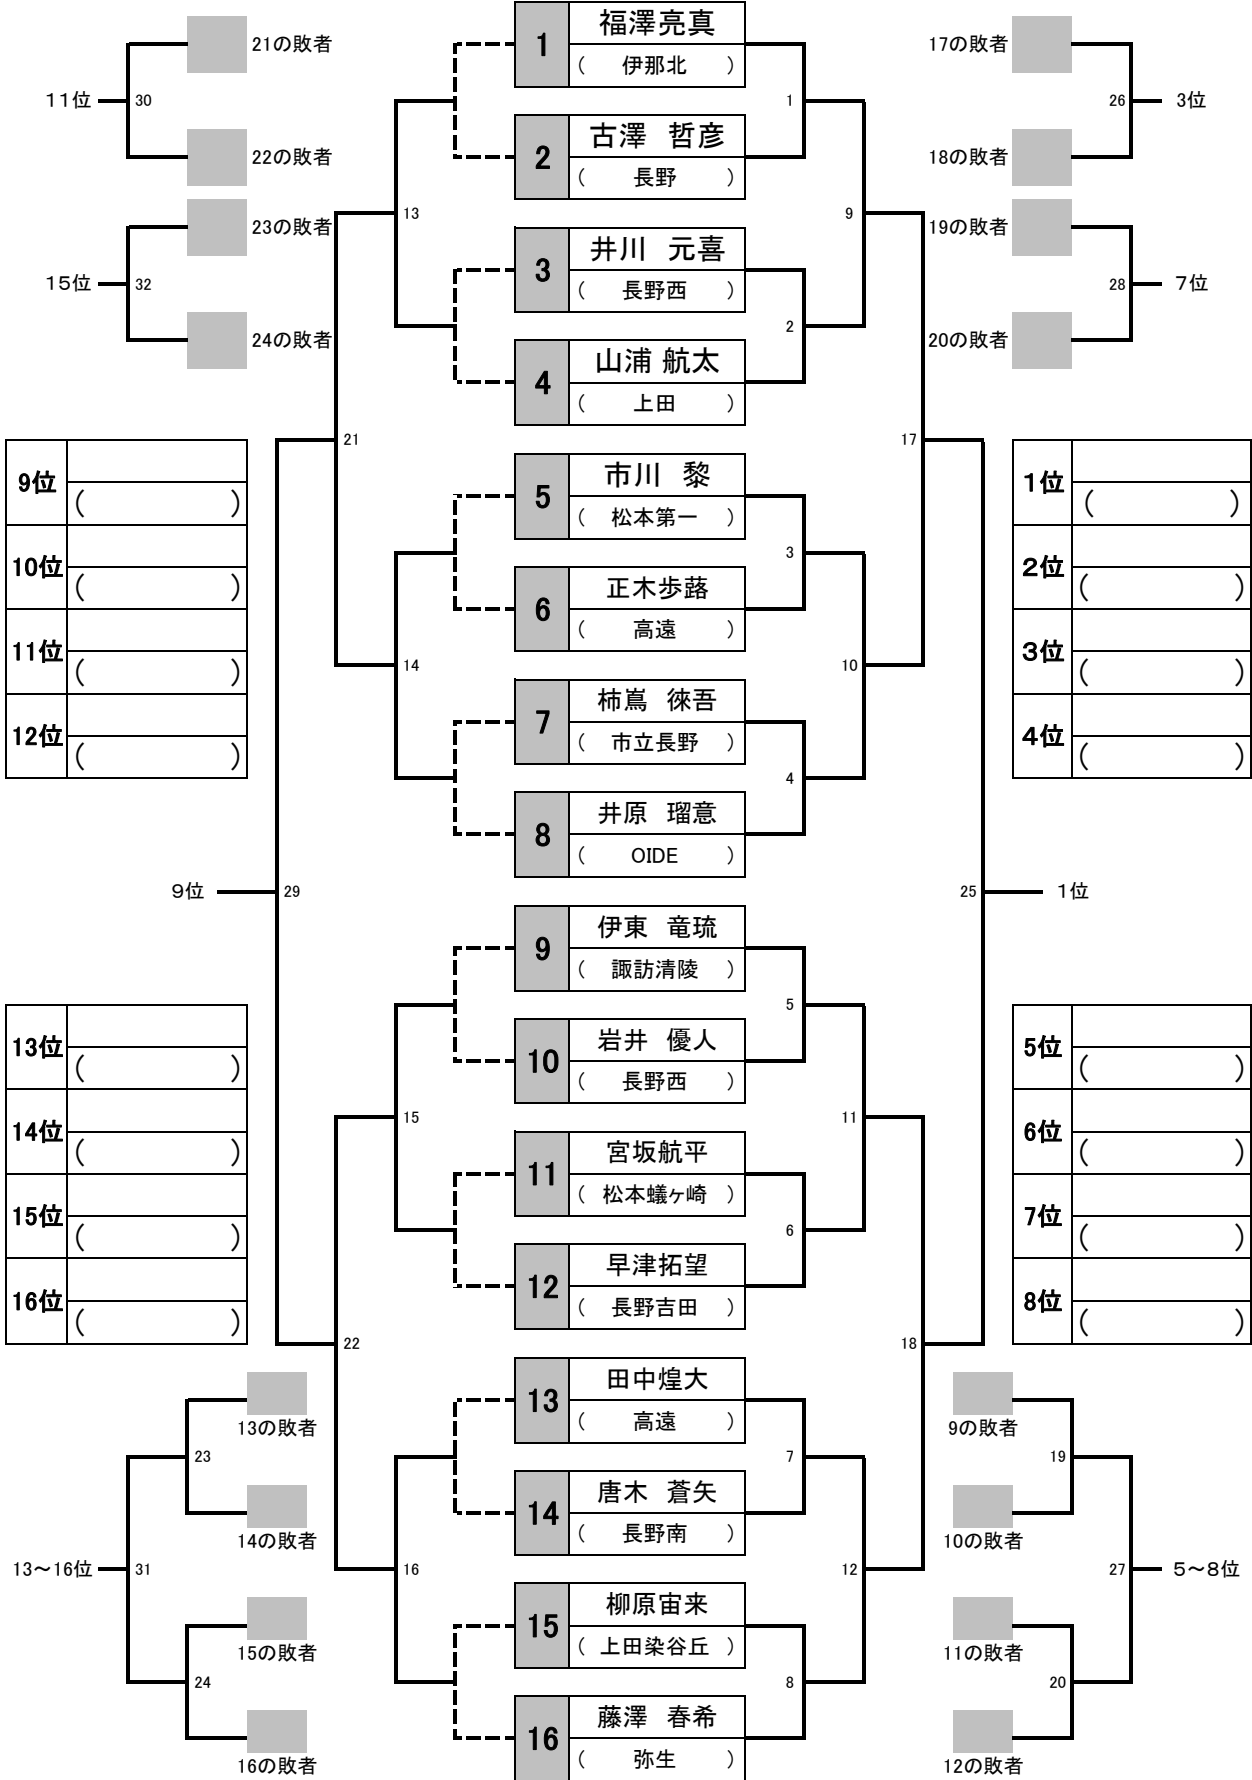 21の敗者
11位
30
22の敗者
23の敗者
15位
32
24の敗者
1
福澤亮真
( 伊那北 )
1
2
古澤 哲彦
( 長野 )
13
9
3
井川 元喜
( 長野西 )
2
4
山浦 航太
( 上田 )
17の敗者
26
3位
18の敗者
19の敗者
28
7位
20の敗者
21
17
9位
( )
10位
( )
11位
( )
12位
( )
5
市川 黎
( 松本第一 )
3
6
正木歩蕗
( 高遠 )
14
10
7
柿嶌 徠吾
( 市立長野 )
4
8
井原 瑠意
( OIDE )
1位
( )
2位
( )
3位
( )
4位
( )
9位
29
25
1位
9
伊東 竜琉
( 諏訪清陵 )
5
10
岩井 優人
( 長野西 )
15
11
11
宮坂航平
( 松本蟻ヶ崎 )
6
12
早津拓望
( 長野吉田 )
13位
( )
14位
( )
15位
( )
16位
( )
5位
( )
6位
( )
7位
( )
8位
( )
22
18
13
田中煌大
( 高遠 )
7
14
唐木 蒼矢
( 長野南 )
16
12
15
柳原宙来
( 上田染谷丘 )
8
16
藤澤 春希
( 弥生 )
13の敗者
23
14の敗者
13～16位
31
15の敗者
24
16の敗者
9の敗者
19
10の敗者
27
5～8位
11の敗者
20
12の敗者